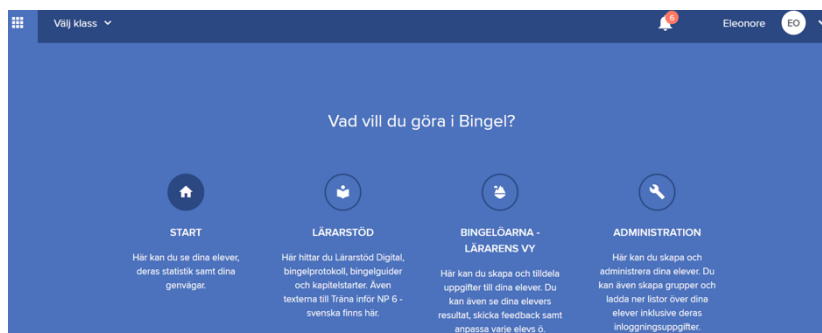 Välj klass
6
Eleonore
EO
Vad vill du göra i Bingel?
START
Här kan du se dina elever,
deras statistik samt dina
genvägar.
LÄRARSTÖD
Här hittar du Lärarstöd Digital,
bingelprotokoll, bingelguider
och kapitelstarter. Även
texterna till Träna inför NP 6 -
svenska finns här.
BINGELÖARNA -
LÄRARENS VY
Här kan du skapa och tilldela
uppgifter till dina elever. Du
kan även se dina elevers
resultat, skicka feedback samt
anpassa varje elevs ö.
ADMINISTRATION
Här kan du skapa och
administrera dina elever. Du
kan även skapa grupper och
ladda ner listor över dina
elever inklusive deras
inloggningsuppgifter.